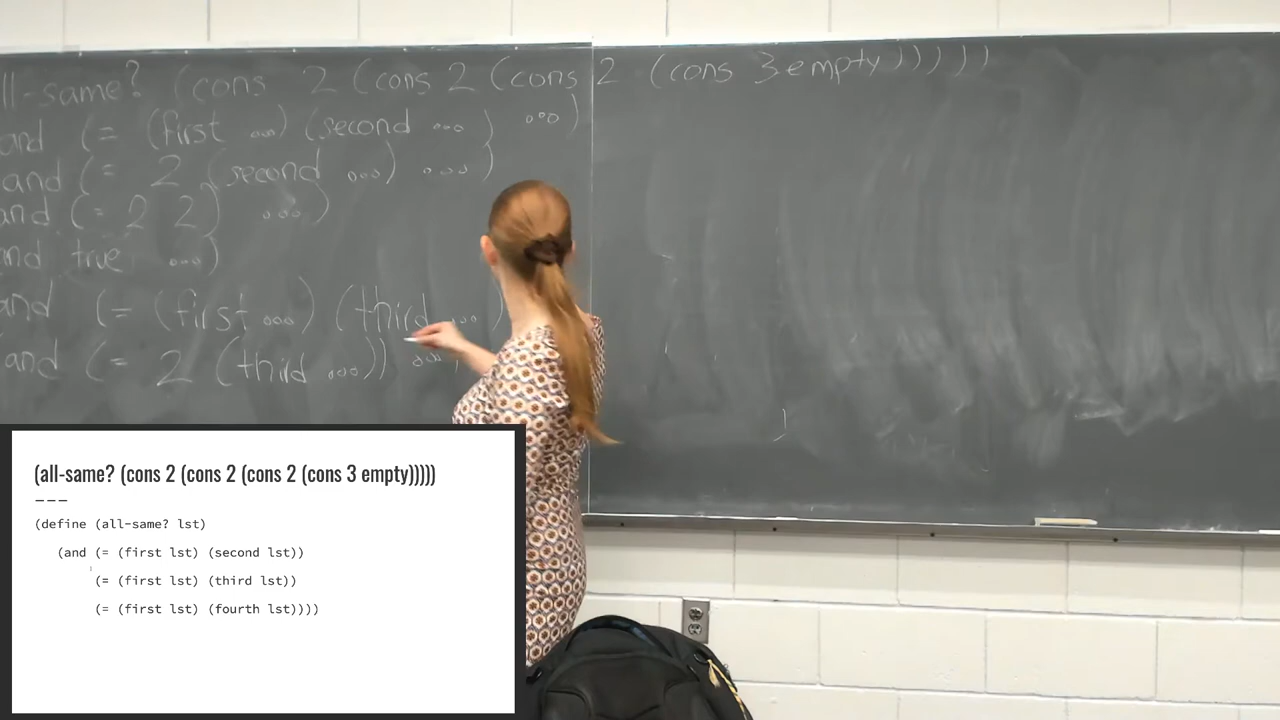 ll-same? (cons 2 (cons 2 (cons 2 (cons 3 empty)))))
and (= (first ...) (second ...) ...)
and (= 2 (second ...) ...)
and (= 2 2) ...)
and true ...)
and (= (first ...) (third ...)
and (= 2 (third ...)) ...
(all-same? (cons 2 (cons 2 (cons 2 (cons 3 empty)))))
---
(define (all-same? lst)
(and (= (first lst) (second lst))
(= (first lst) (third lst))
(= (first lst) (fourth lst))))